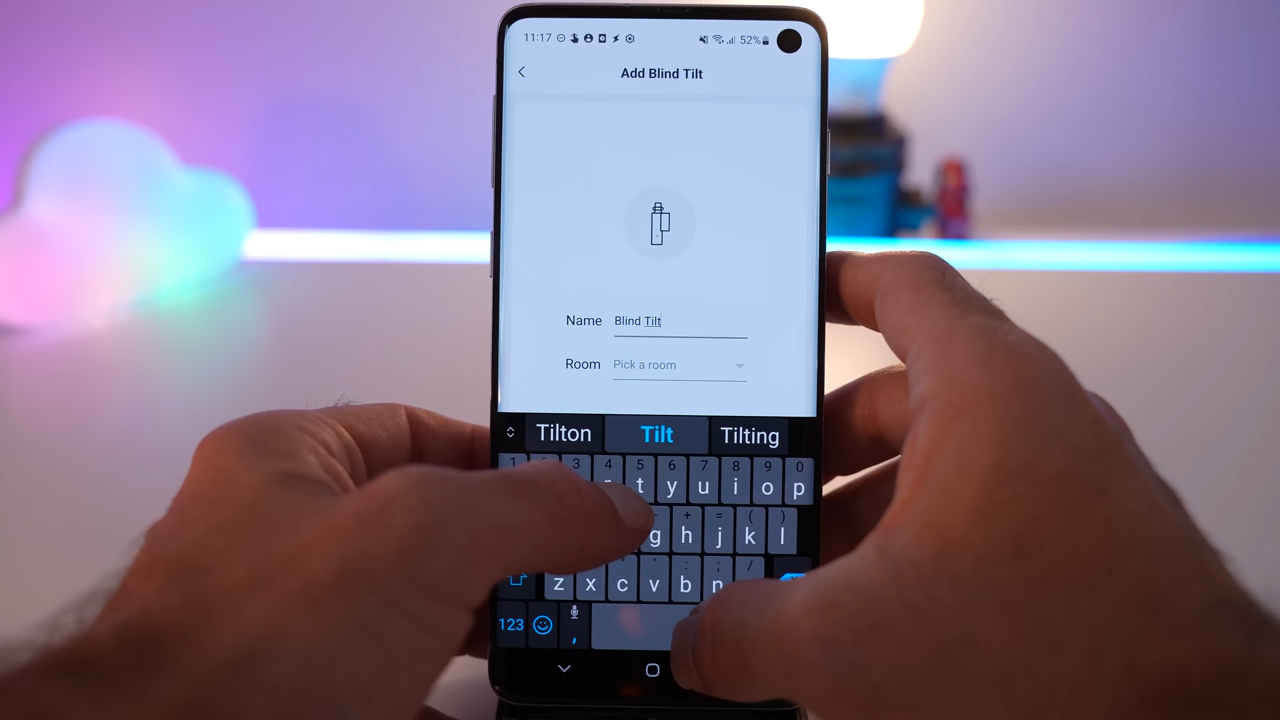 11:17 52%
Add Blind Tilt
Name Blind Tilt
Room Pick a room
Tilton Tilt Tilting
1 3 4 5 6 7 8 9 0
t y u i o p
+ = ( )
g h j k l
' : ; /
z x c v b n
123 ,